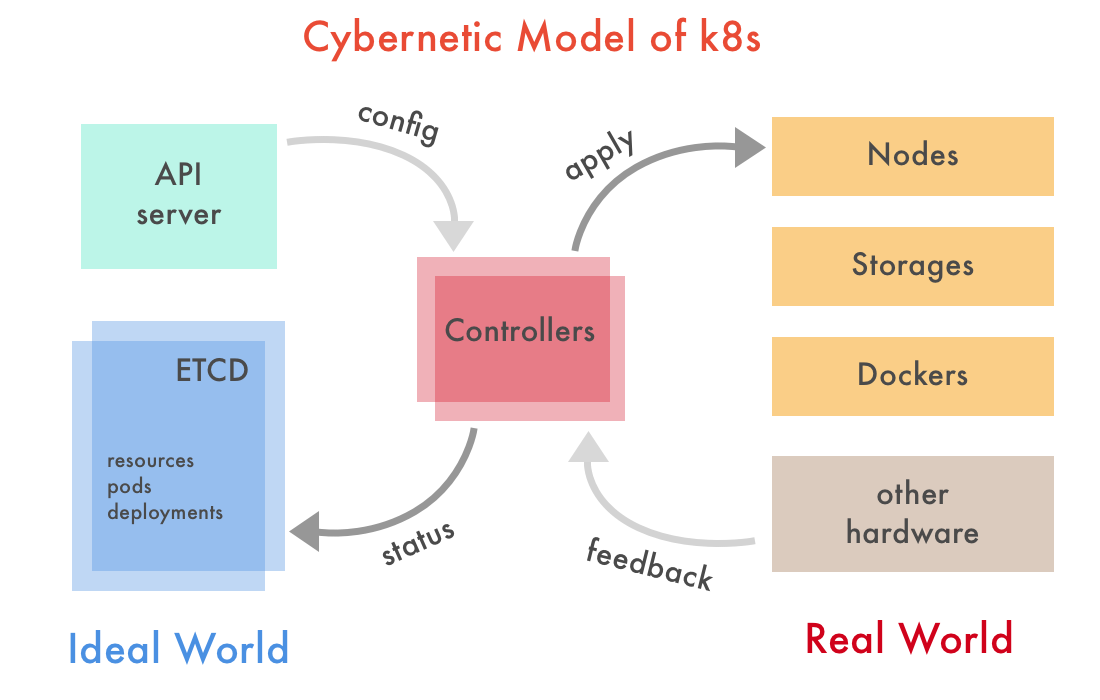 Cybernetic Model of k8s
config
apply
API
server
Nodes
Storages
Controllers
ETCD
Dockers
resources
pods
deployments
other
hardware
status
feedback
Ideal World
Real World